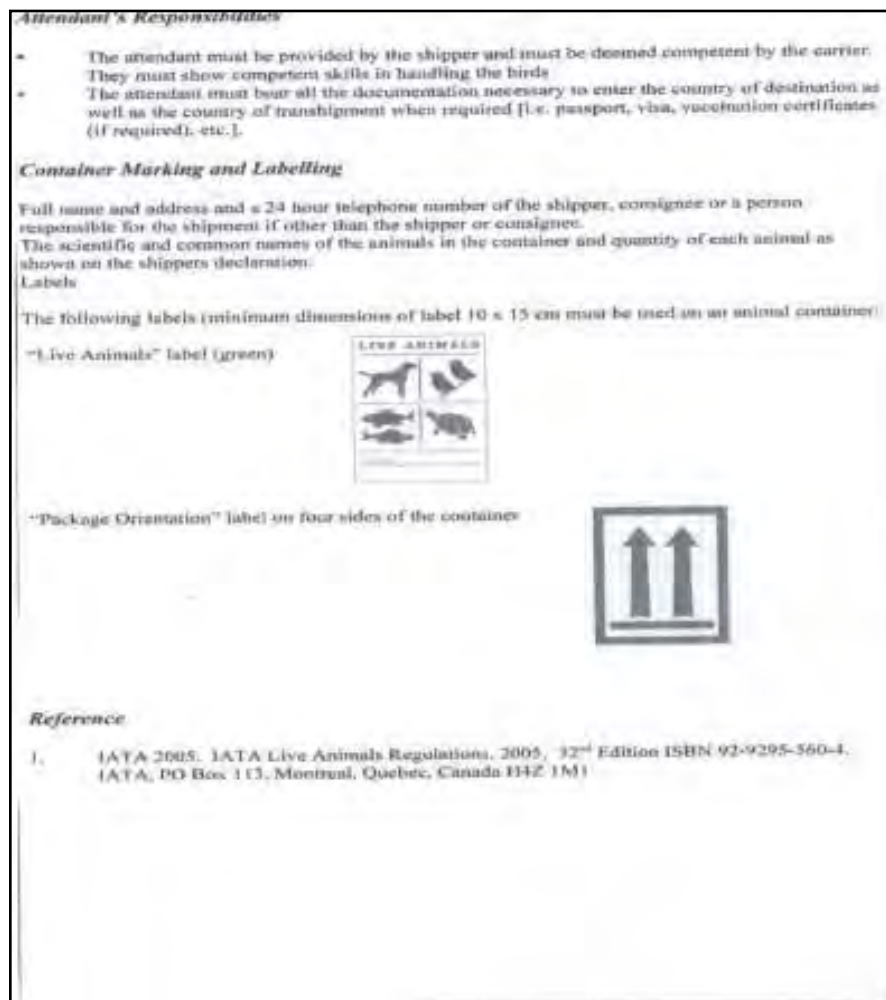 Attendant's Responsibilities
• The attendant must be provided by the shipper and must be deemed competent by the carrier.
They must show competent skills in handling the birds
• The attendant must bear all the documentation necessary to enter the country of destination as
well as the country of transhipment when required [i.e. passport, visa, vaccination certificates
(if required), etc.].
Container Marking and Labelling
Full name and address and a 24 hour telephone number of the shipper, consignee or a person
responsible for the shipment if other than the shipper or consignee.
The scientific and common names of the animals in the container and quantity of each animal as
shown on the shippers declaration.
Labels
The following labels (minimum dimensions of label 10 x 15 cm must be used on an animal container:
"Live Animals" label (green)
LIVE ANIMALS
"Package Orientation" label on four sides of the container
Reference
1. IATA 2005. IATA Live Animals Regulations, 2005, 32nd Edition ISBN 92-9295-560-4.
IATA, PO Box 113, Montreal, Quebec, Canada H4Z 1M1